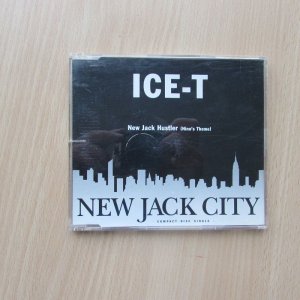 ICE-T
New Jack Hustler (Nino's Theme)
NEW JACK CITY
COMPACT DISC SINGLE